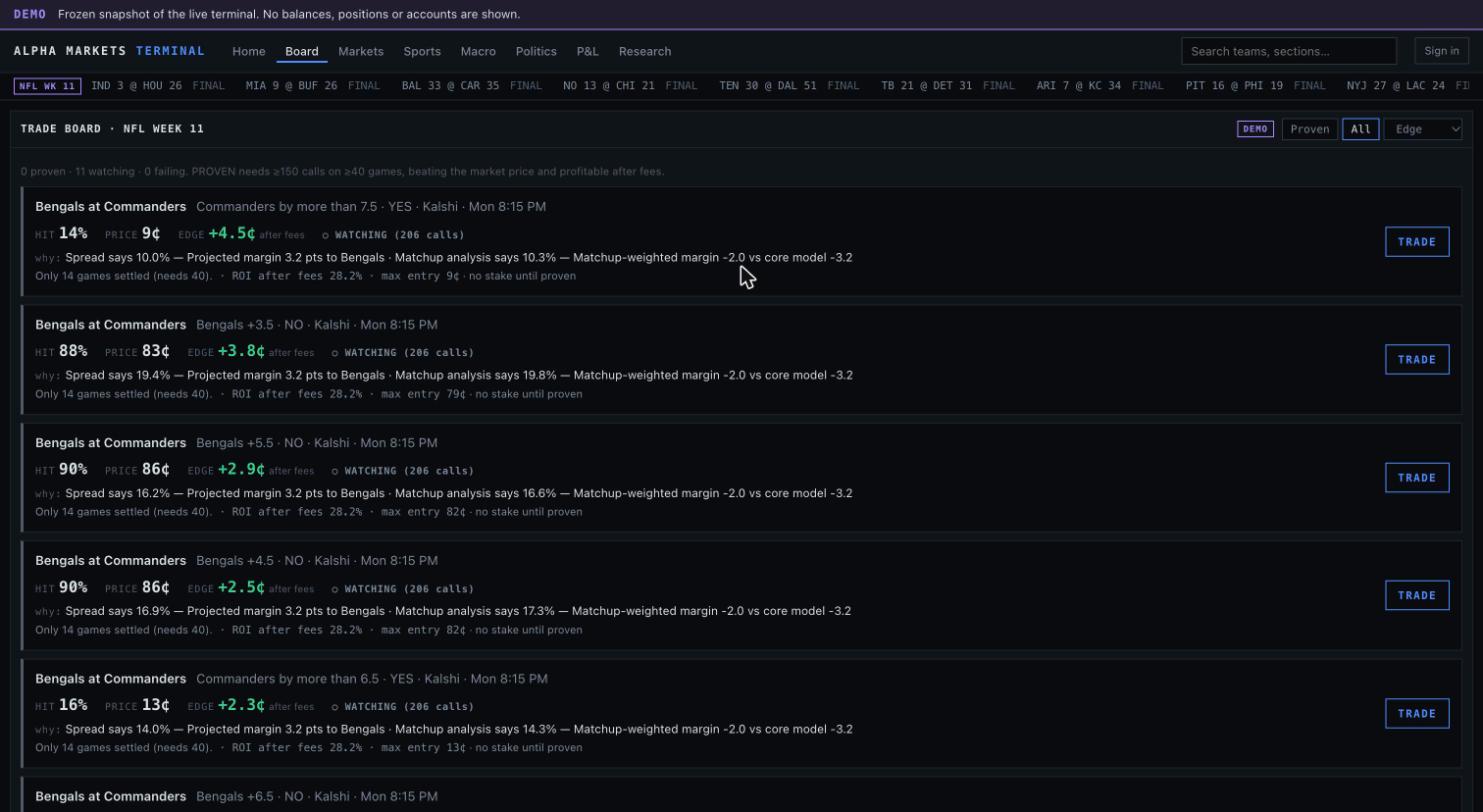 DEMO Frozen snapshot of the live terminal. No balances, positions or accounts are shown.
ALPHA MARKETS TERMINAL Home Board Markets Sports Macro Politics P&L Research Search teams, sections... Sign in
NFL WK 11 IND 3 @ HOU 26 FINAL MIA 9 @ BUF 26 FINAL BAL 33 @ CAR 35 FINAL NO 13 @ CHI 21 FINAL TEN 30 @ DAL 51 FINAL TB 21 @ DET 31 FINAL ARI 7 @ KC 34 FINAL PIT 16 @ PHI 19 FINAL NYJ 27 @ LAC 24
TRADE BOARD · NFL WEEK 11 DEMO Proven All Edge
0 proven · 11 watching · 0 failing. PROVEN needs ≥150 calls on ≥40 games, beating the market price and profitable after fees.
Bengals at Commanders Commanders by more than 7.5 · YES · Kalshi · Mon 8:15 PM
HIT 14% PRICE 9¢ EDGE +4.5¢ after fees ○ WATCHING (206 calls)
TRADE
why: Spread says 10.0% — Projected margin 3.2 pts to Bengals · Matchup analysis says 10.3% — Matchup-weighted margin -2.0 vs core model -3.2
Only 14 games settled (needs 40). · ROI after fees 28.2% · max entry 9¢ · no stake until proven
Bengals at Commanders Bengals +3.5 · NO · Kalshi · Mon 8:15 PM
HIT 88% PRICE 83¢ EDGE +3.8¢ after fees ○ WATCHING (206 calls)
TRADE
why: Spread says 19.4% — Projected margin 3.2 pts to Bengals · Matchup analysis says 19.8% — Matchup-weighted margin -2.0 vs core model -3.2
Only 14 games settled (needs 40). · ROI after fees 28.2% · max entry 79¢ · no stake until proven
Bengals at Commanders Bengals +5.5 · NO · Kalshi · Mon 8:15 PM
HIT 90% PRICE 86¢ EDGE +2.9¢ after fees ○ WATCHING (206 calls)
TRADE
why: Spread says 16.2% — Projected margin 3.2 pts to Bengals · Matchup analysis says 16.6% — Matchup-weighted margin -2.0 vs core model -3.2
Only 14 games settled (needs 40). · ROI after fees 28.2% · max entry 82¢ · no stake until proven
Bengals at Commanders Bengals +4.5 · NO · Kalshi · Mon 8:15 PM
HIT 90% PRICE 86¢ EDGE +2.5¢ after fees ○ WATCHING (206 calls)
TRADE
why: Spread says 16.9% — Projected margin 3.2 pts to Bengals · Matchup analysis says 17.3% — Matchup-weighted margin -2.0 vs core model -3.2
Only 14 games settled (needs 40). · ROI after fees 28.2% · max entry 82¢ · no stake until proven
Bengals at Commanders Commanders by more than 6.5 · YES · Kalshi · Mon 8:15 PM
HIT 16% PRICE 13¢ EDGE +2.3¢ after fees ○ WATCHING (206 calls)
TRADE
why: Spread says 14.0% — Projected margin 3.2 pts to Bengals · Matchup analysis says 14.3% — Matchup-weighted margin -2.0 vs core model -3.2
Only 14 games settled (needs 40). · ROI after fees 28.2% · max entry 13¢ · no stake until proven
Bengals at Commanders Bengals +6.5 · NO · Kalshi · Mon 8:15 PM